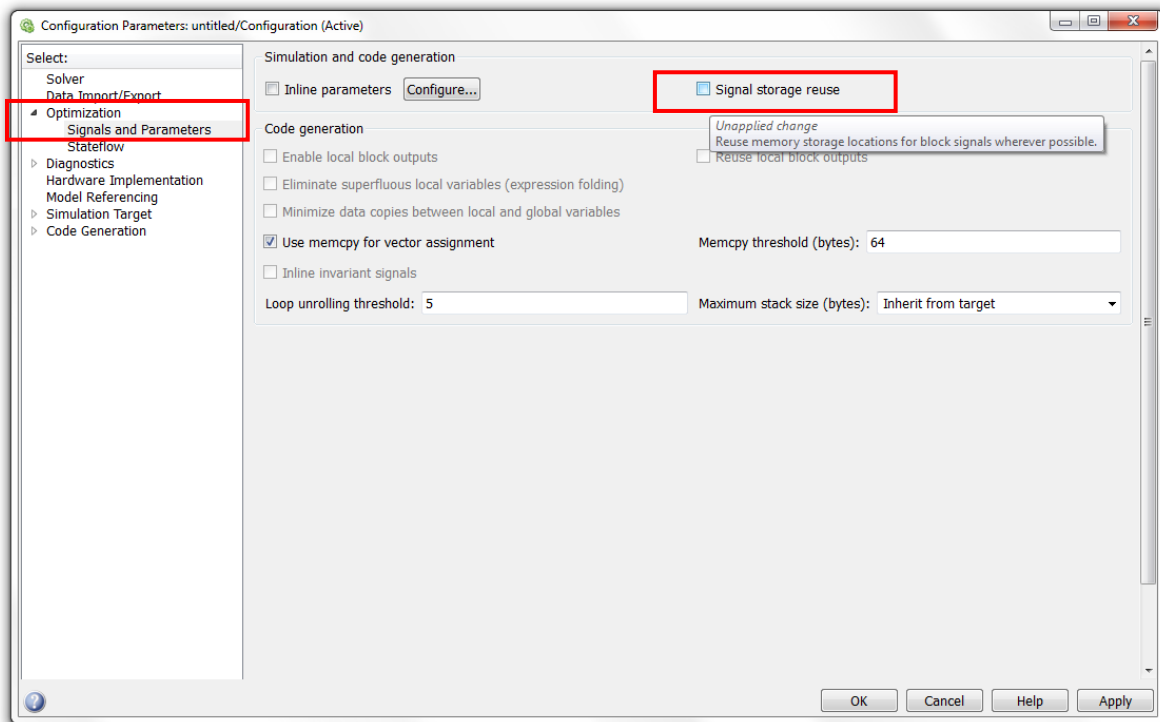 Configuration Parameters: untitled/Configuration (Active)
Select:
Solver
Data Import/Export
Optimization
Signals and Parameters
Stateflow
Diagnostics
Hardware Implementation
Model Referencing
Simulation Target
Code Generation
Simulation and code generation
Inline parameters Configure... Signal storage reuse
Unapplied change
Reuse memory storage locations for block signals wherever possible.
Code generation
Enable local block outputs Reuse local block outputs
Eliminate superfluous local variables (expression folding)
Minimize data copies between local and global variables
Use memcpy for vector assignment Memcpy threshold (bytes): 64
Inline invariant signals
Loop unrolling threshold: 5 Maximum stack size (bytes): Inherit from target
OK Cancel Help Apply